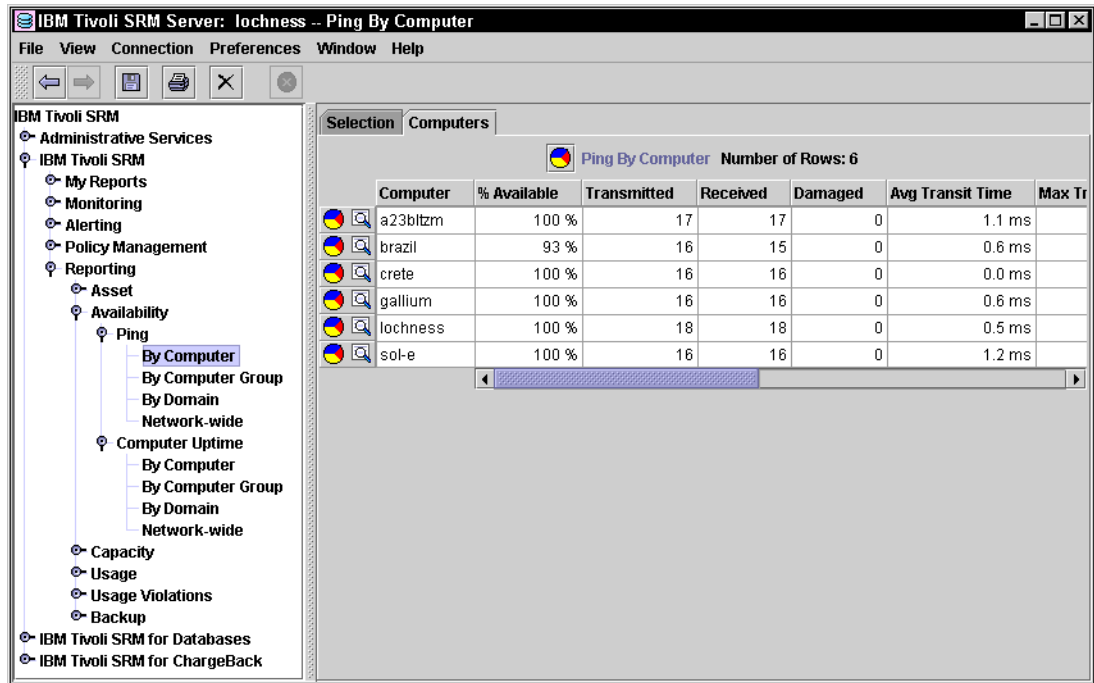 IBM Tivoli SRM Server: lochness -- Ping By Computer
File View Connection Preferences Window Help
IBM Tivoli SRM
Administrative Services
IBM Tivoli SRM
My Reports
Monitoring
Alerting
Policy Management
Reporting
Asset
Availability
Ping
By Computer
By Computer Group
By Domain
Network-wide
Computer Uptime
By Computer
By Computer Group
By Domain
Network-wide
Capacity
Usage
Usage Violations
Backup
IBM Tivoli SRM for Databases
IBM Tivoli SRM for ChargeBack
Selection Computers
Ping By Computer Number of Rows: 6
Computer % Available Transmitted Received Damaged Avg Transit Time Max Tr
a23bltzm 100 % 17 17 0 1.1 ms
brazil 93 % 16 15 0 0.6 ms
crete 100 % 16 16 0 0.0 ms
gallium 100 % 16 16 0 0.6 ms
lochness 100 % 18 18 0 0.5 ms
sol-e 100 % 16 16 0 1.2 ms